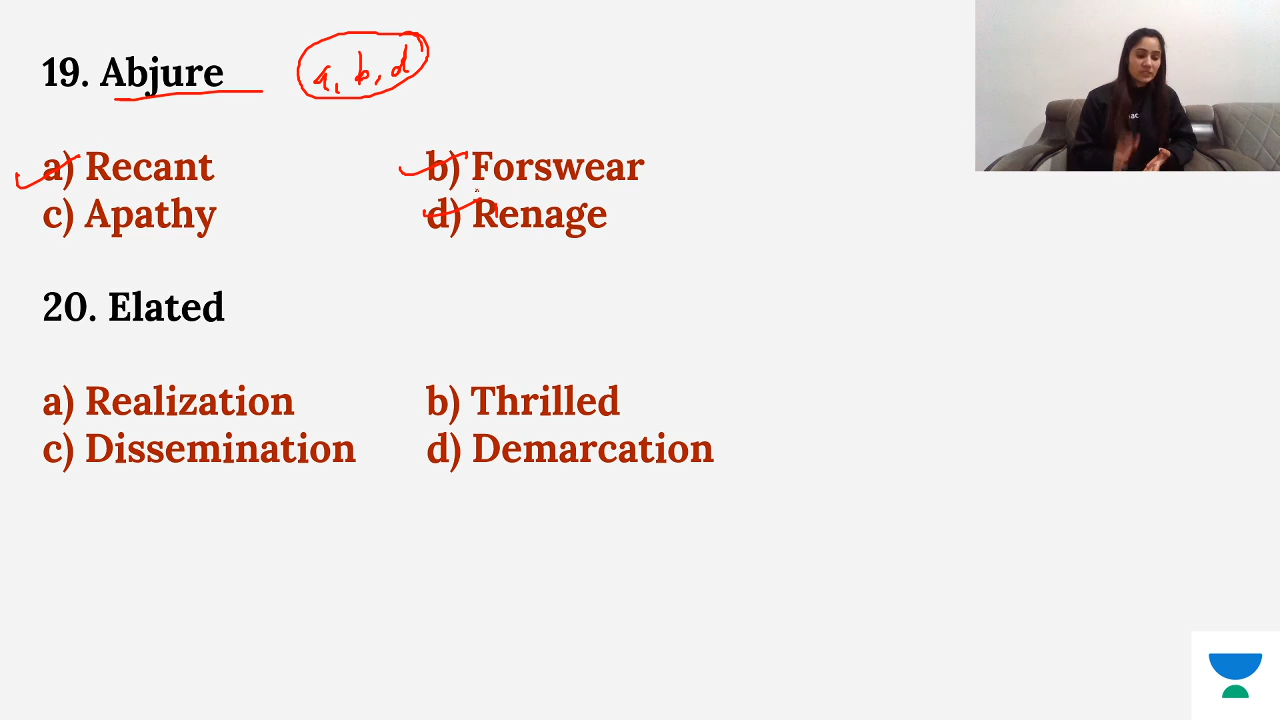 19. Abjure a, b, d
a) Recant b) Forswear
c) Apathy d) Renage
20. Elated
a) Realization b) Thrilled
c) Dissemination d) Demarcation